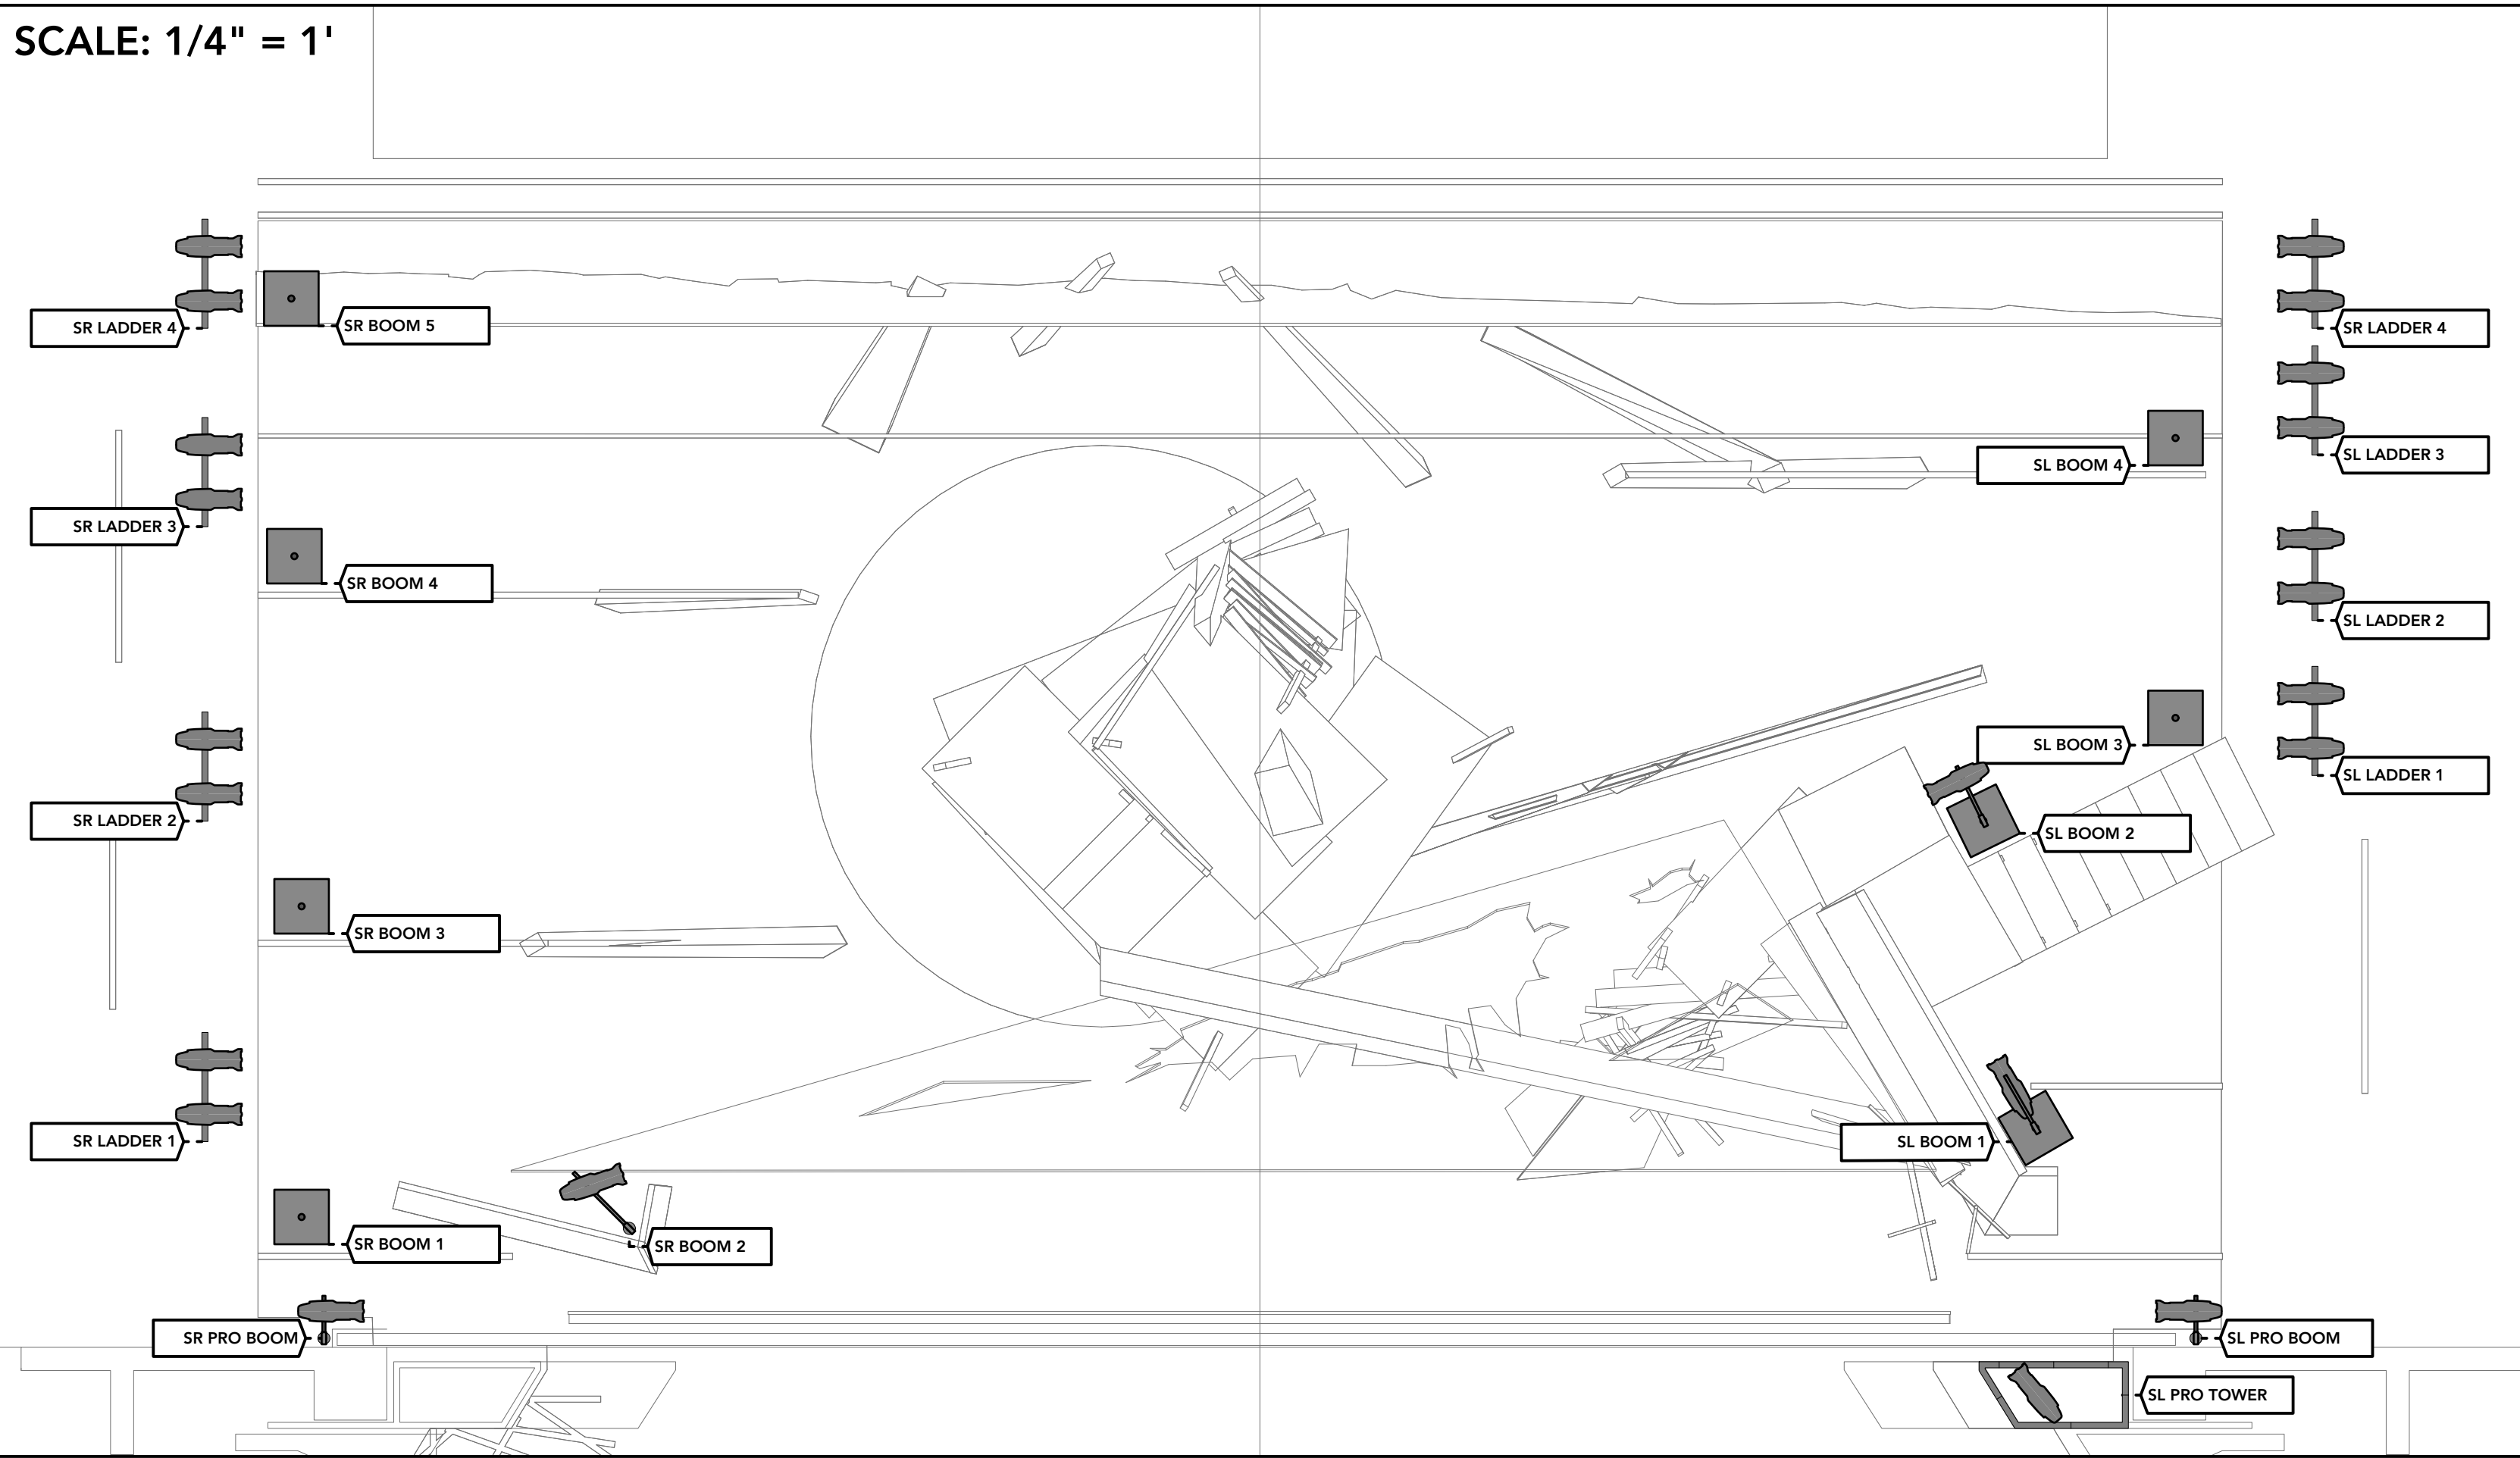 SCALE: 1/4" = 1'
SR LADDER 4
SR BOOM 5
SR LADDER 4
SL LADDER 3
SL BOOM 4
SR LADDER 3
SR BOOM 4
SL LADDER 2
SL BOOM 3
SL LADDER 1
SR LADDER 2
SL BOOM 2
SR BOOM 3
SR LADDER 1
SL BOOM 1
SR BOOM 1
SR BOOM 2
SR PRO BOOM
SL PRO BOOM
SL PRO TOWER